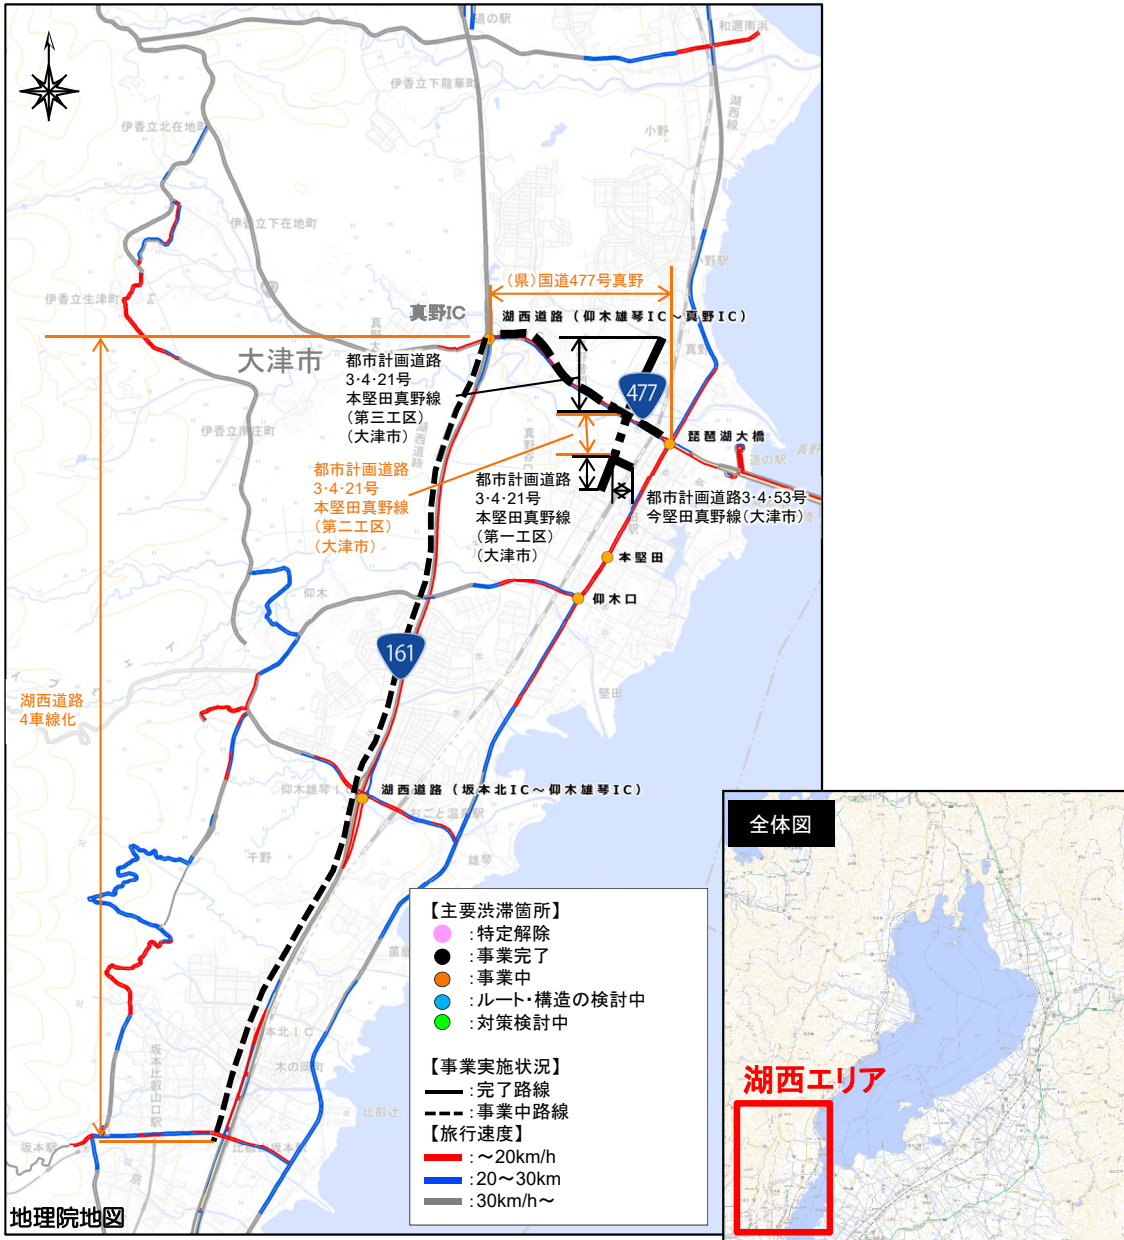 道の駅
和邇南浜
伊香立下龍華町
湖西線
伊香立北在地町
小野
伊香立下在地町
小野駅
(県)国道477号真野
伊香立生津町
真野IC
湖西道路(仰木雄琴IC～真野IC)
大津市
真野
都市計画道路
3・4・21号
本堅田真野線
(第三工区)
(大津市)
477
伊香立南庄町
湖西道路
琵琶湖大橋
道の駅
都市計画道路
3・4・21号
本堅田真野線
(第二工区)
(大津市)
都市計画道路
3・4・21号
本堅田真野線
(第一工区)
(大津市)
都市計画道路3・4・53号
今堅田真野線(大津市)
本堅田
仰木
仰木口
161
堅田
湖西道路
4車線化
仰木雄琴IC
湖西道路(坂本北IC～仰木雄琴IC)
おごと温泉駅
千野
雄琴
全体図
【主要渋滞箇所】
:特定解除
:事業完了
:事業中
:ルート・構造の検討中
:対策検討中
【事業実施状況】
:完了路線
:事業中路線
【旅行速度】
:～20km/h
:20～30km
:30km/h～
木の岡町
坂本比叡山口駅
比叡辻
坂本駅
比叡山坂本駅
湖西エリア
地理院地図